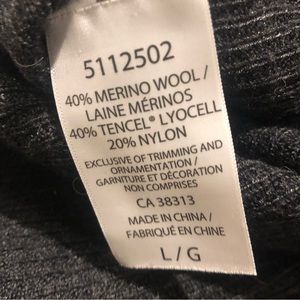 5112502
40% MERINO WOOL /
LAINE MÉRINOS
40% TENCEL® LYOCELL
20% NYLON
EXCLUSIVE OF TRIMMING AND
ORNAMENTATION /
GARNITURE ET DÉCORATION
NON COMPRISES
CA 38313
MADE IN CHINA /
FABRIQUÉ EN CHINE
L / G